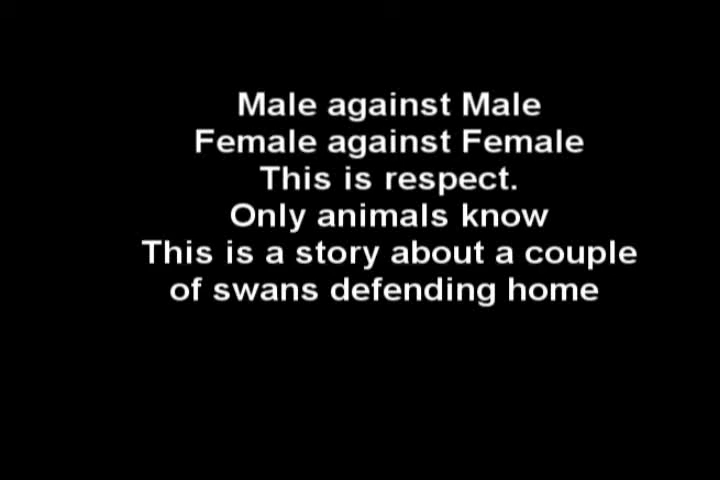 Male against Male
Female against Female
This is respect.
Only animals know
This is a story about a couple
of swans defending home